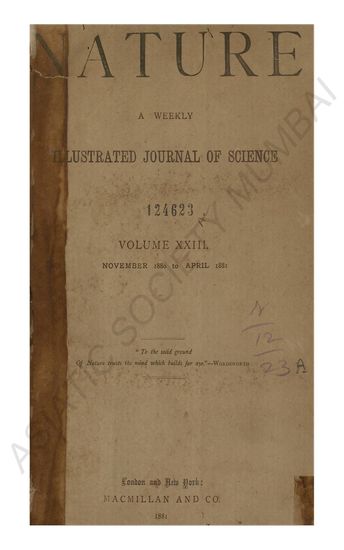 NATURE
A WEEKLY
ILLUSTRATED JOURNAL OF SCIENCE
124623
VOLUME XXIII.
NOVEMBER 1880 to APRIL 1881
"To the solid ground
Of Nature trusts the mind which builds for aye."—WORDSWORTH
N
12
23 A
London and New York:
MACMILLAN AND CO.
1881
ASIATIC SOCIETY MUMBAI